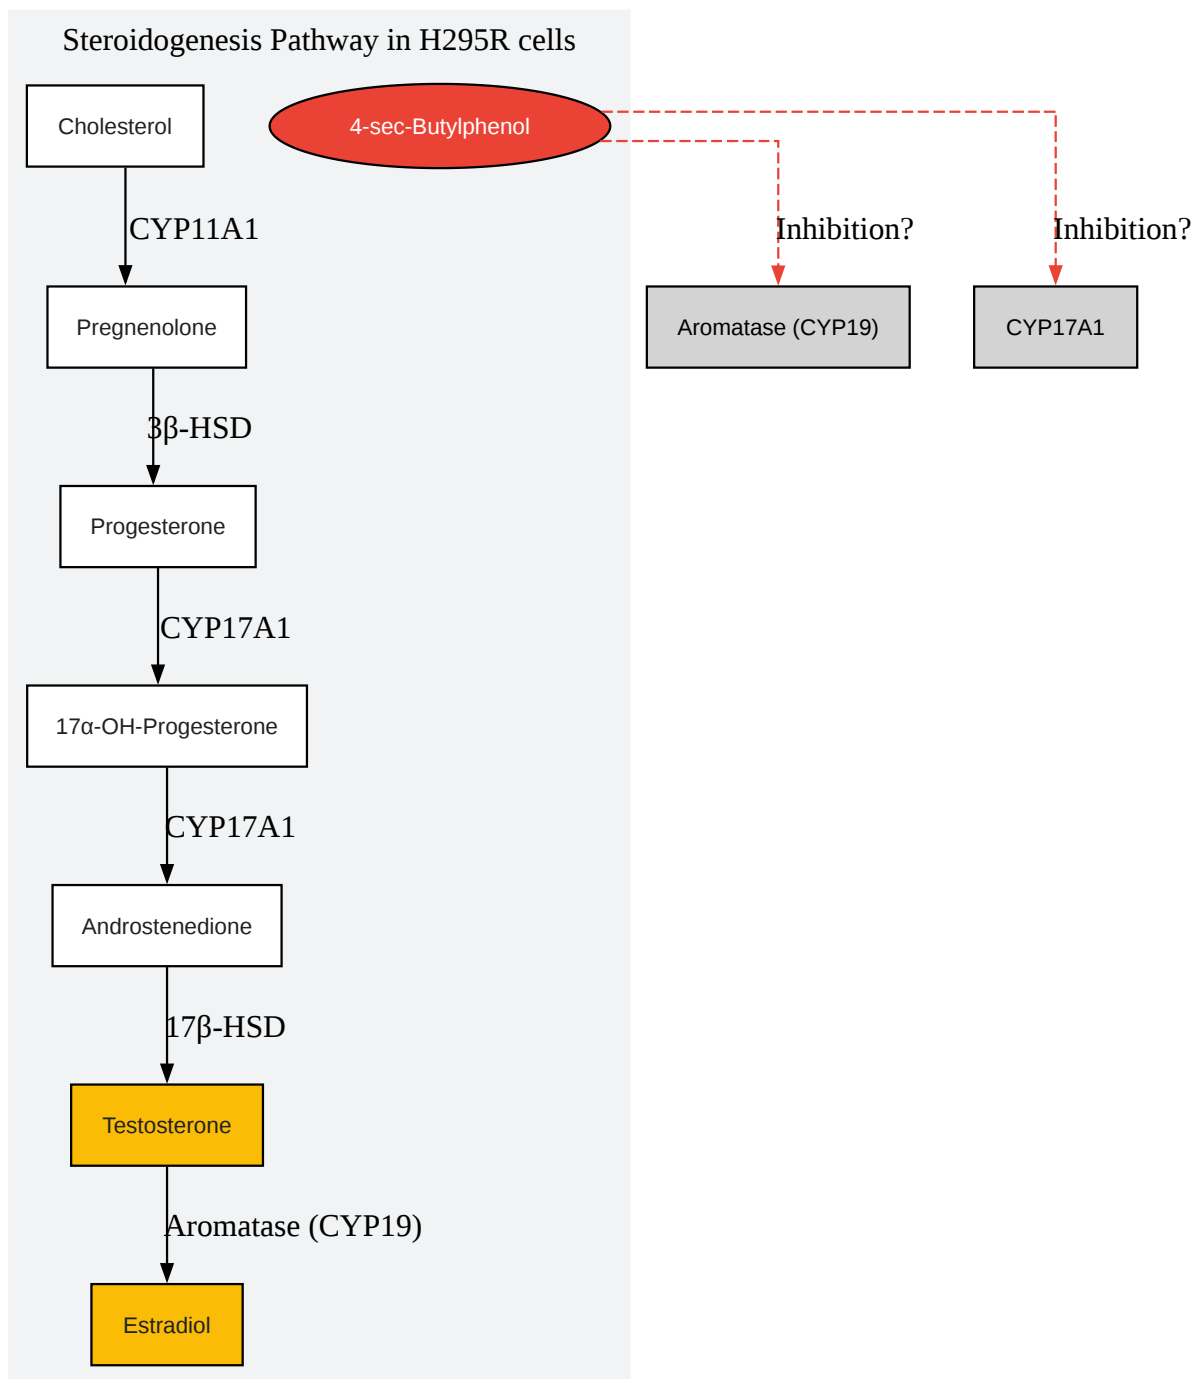 Steroidogenesis Pathway in H295R cells
Cholesterol
4-sec-Butylphenol
CYP11A1
Inhibition?
Inhibition?
Pregnenolone
Aromatase (CYP19)
CYP17A1
3β-HSD
Progesterone
CYP17A1
17α-OH-Progesterone
CYP17A1
Androstenedione
17β-HSD
Testosterone
Aromatase (CYP19)
Estradiol